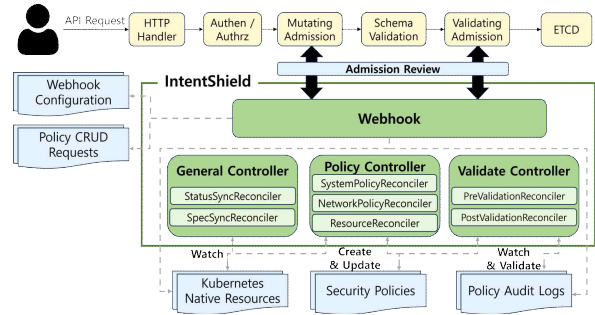 API Request
HTTP
Handler
Authen /
Authrz
Mutating
Admission
Schema
Validation
Validating
Admission
ETCD
Admission Review
IntentShield
Webhook
Configuration
Policy CRUD
Requests
Webhook
General Controller
StatusSyncReconciler
SpecSyncReconciler
Policy Controller
SystemPolicyReconciler
NetworkPolicyReconciler
ResourceReconciler
Validate Controller
PreValidationReconciler
PostValidationReconciler
Watch
Create
& Update
Watch
& Validate
Kubernetes
Native Resources
Security Policies
Policy Audit Logs